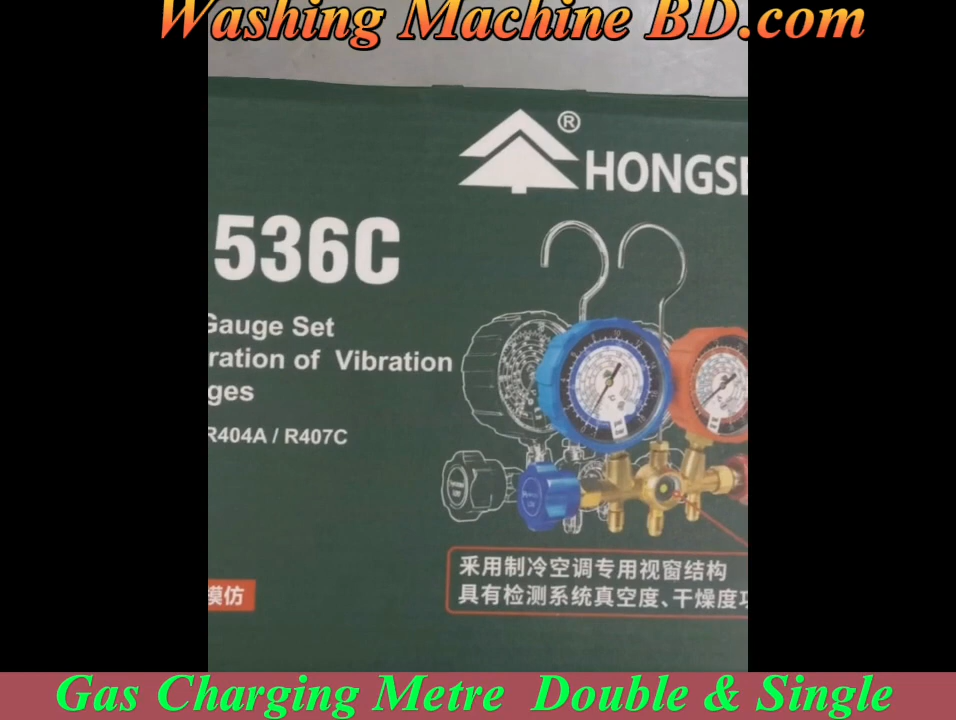 Washing Machine BD.com
®
HONGSE
536C
Gauge Set
ration of Vibration
ges
R404A / R407C
采用制冷空调专用视窗结构
具有检测系统真空度、干燥度功
模仿
Gas Charging Metre Double & Single